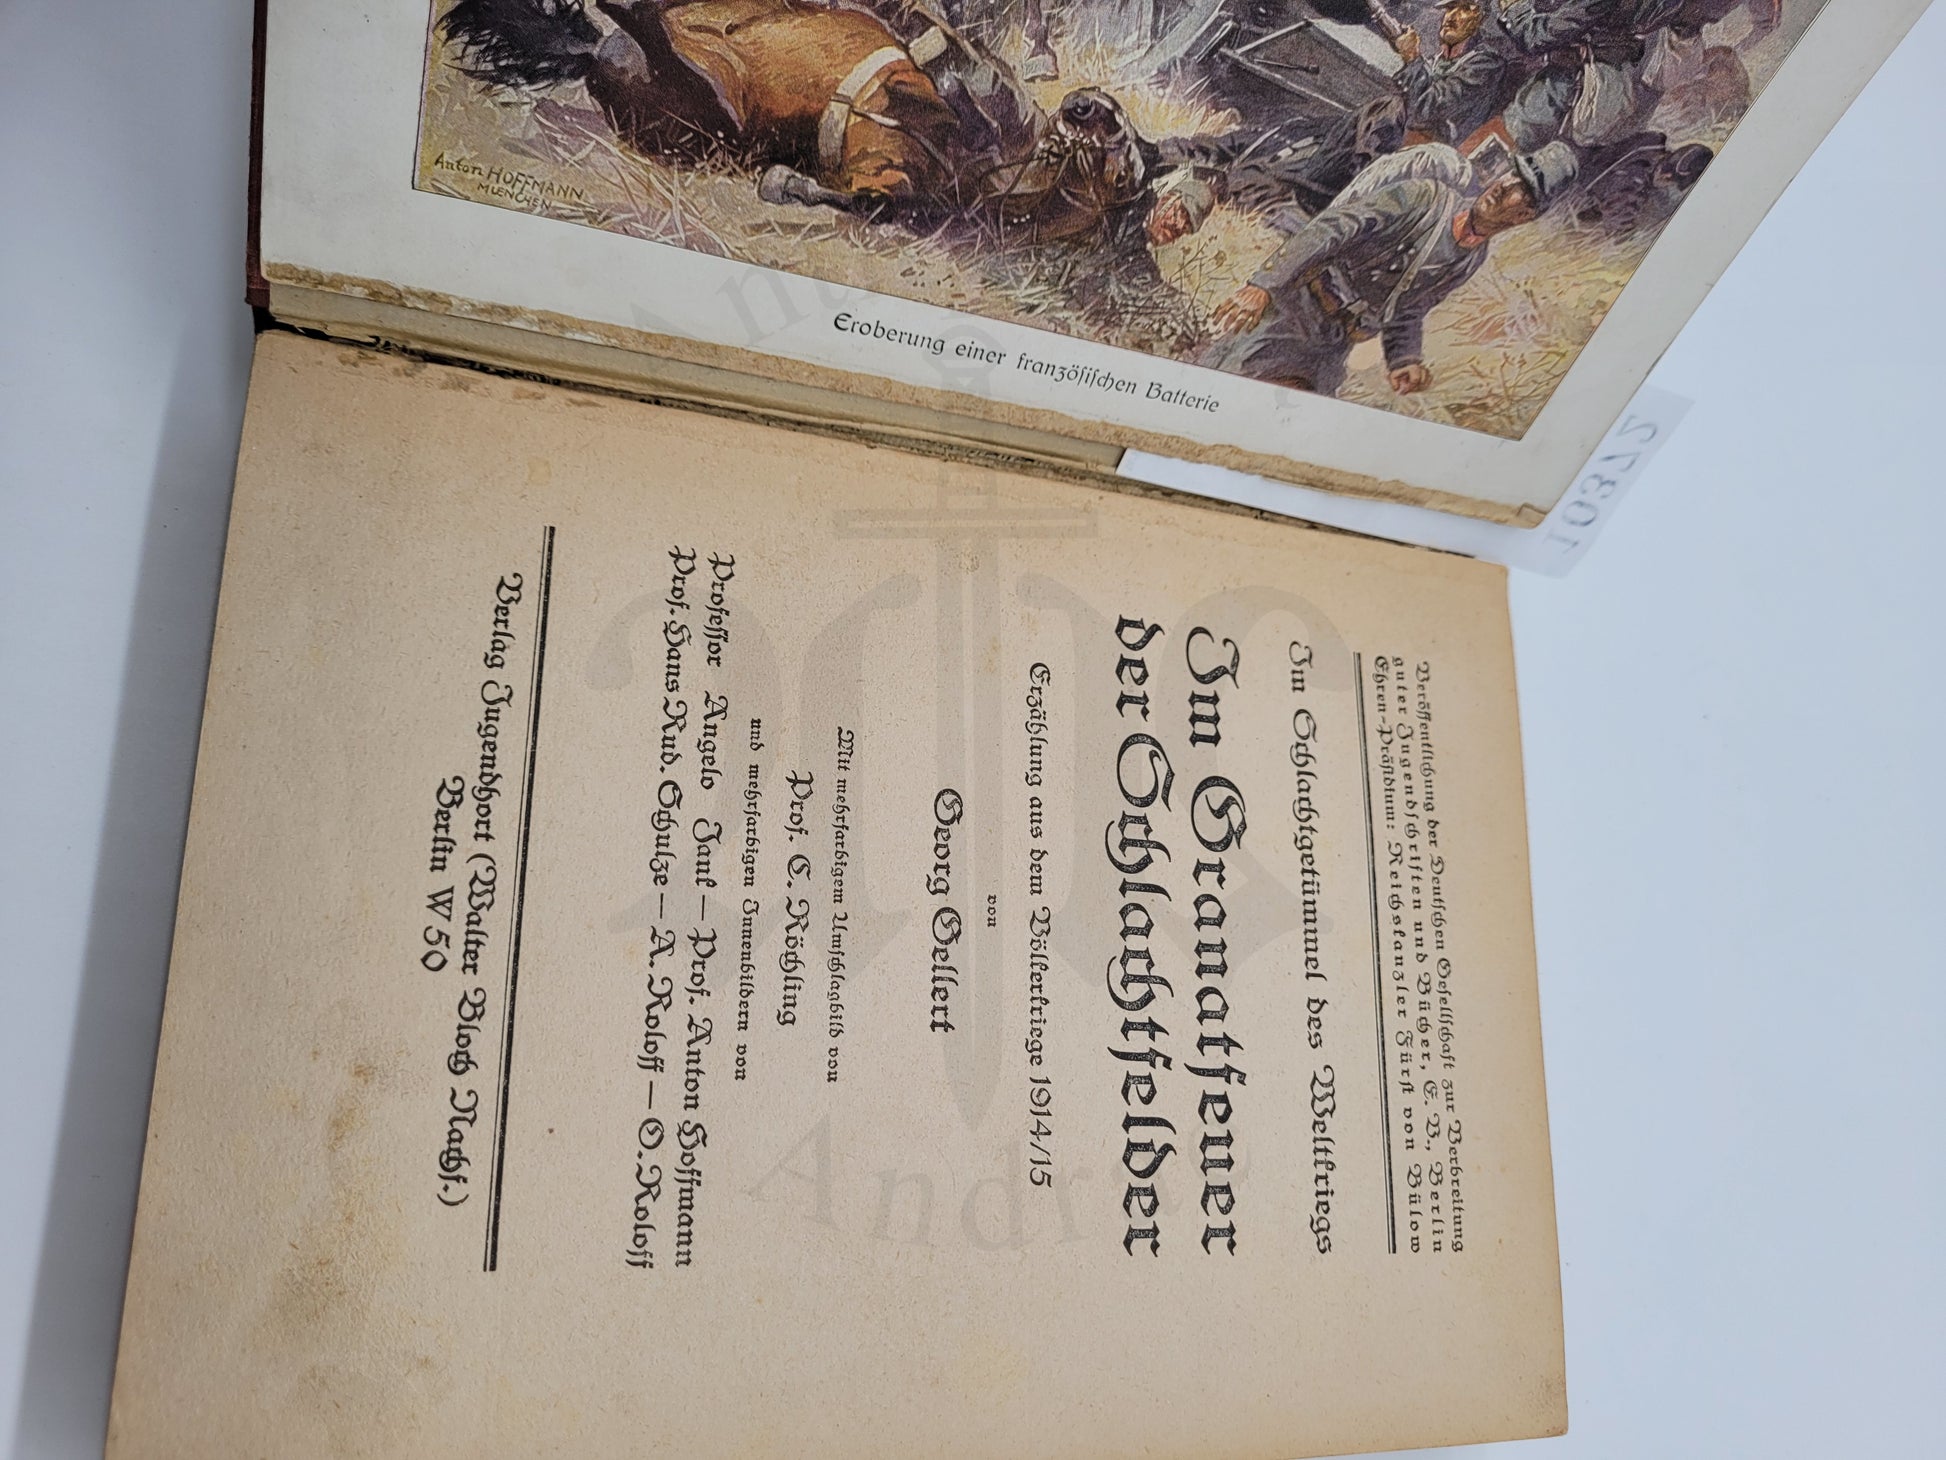 Anton HOFFMANN
MUENCHEN
Eroberung einer französischen Batterie
10372
Veröffentlichung der Deutschen Gesellschaft zur Verbreitung
guter Jugendschriften und Bücher, E. V., Berlin
Ehren-Präsidium: Reichskanzler Fürst von Bülow
Im Schlachtgetümmel des Weltkriegs
Im Granatfeuer
der Schlachtfelder
Erzählung aus dem Völkerkriege 1914/15
von
Georg Gellert
Mit mehrfarbigem Umschlagbild von
Prof. C. Röchling
und mehrfarbigen Innenbildern von
Professor Angelo Jank — Prof. Anton Hoffmann
Prof. Hans Rud. Schulze — A. Roloff — O. Roloff
Verlag Jugendhort (Walter Bloch Nachf.)
Berlin W 50